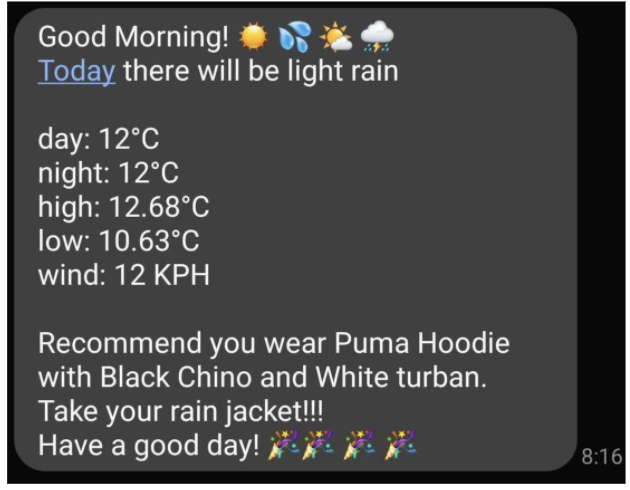 Good Morning! ☀️ 💦 🌤️ ⛈️
Today there will be light rain
day: 12°C
night: 12°C
high: 12.68°C
low: 10.63°C
wind: 12 KPH
Recommend you wear Puma Hoodie
with Black Chino and White turban.
Take your rain jacket!!!
Have a good day! 🎉🎉 🎉 🎉
8:16